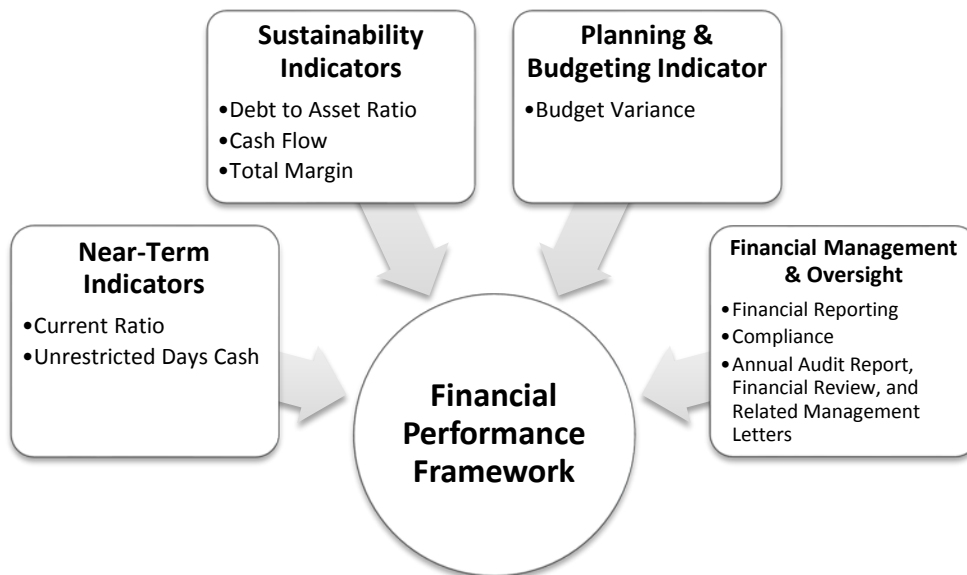 Sustainability
Indicators
•Debt to Asset Ratio
•Cash Flow
•Total Margin
Planning &
Budgeting Indicator
•Budget Variance
Near-Term
Indicators
•Current Ratio
•Unrestricted Days Cash
Financial Management
& Oversight
•Financial Reporting
•Compliance
•Annual Audit Report,
Financial Review, and
Related Management
Letters
Financial
Performance
Framework